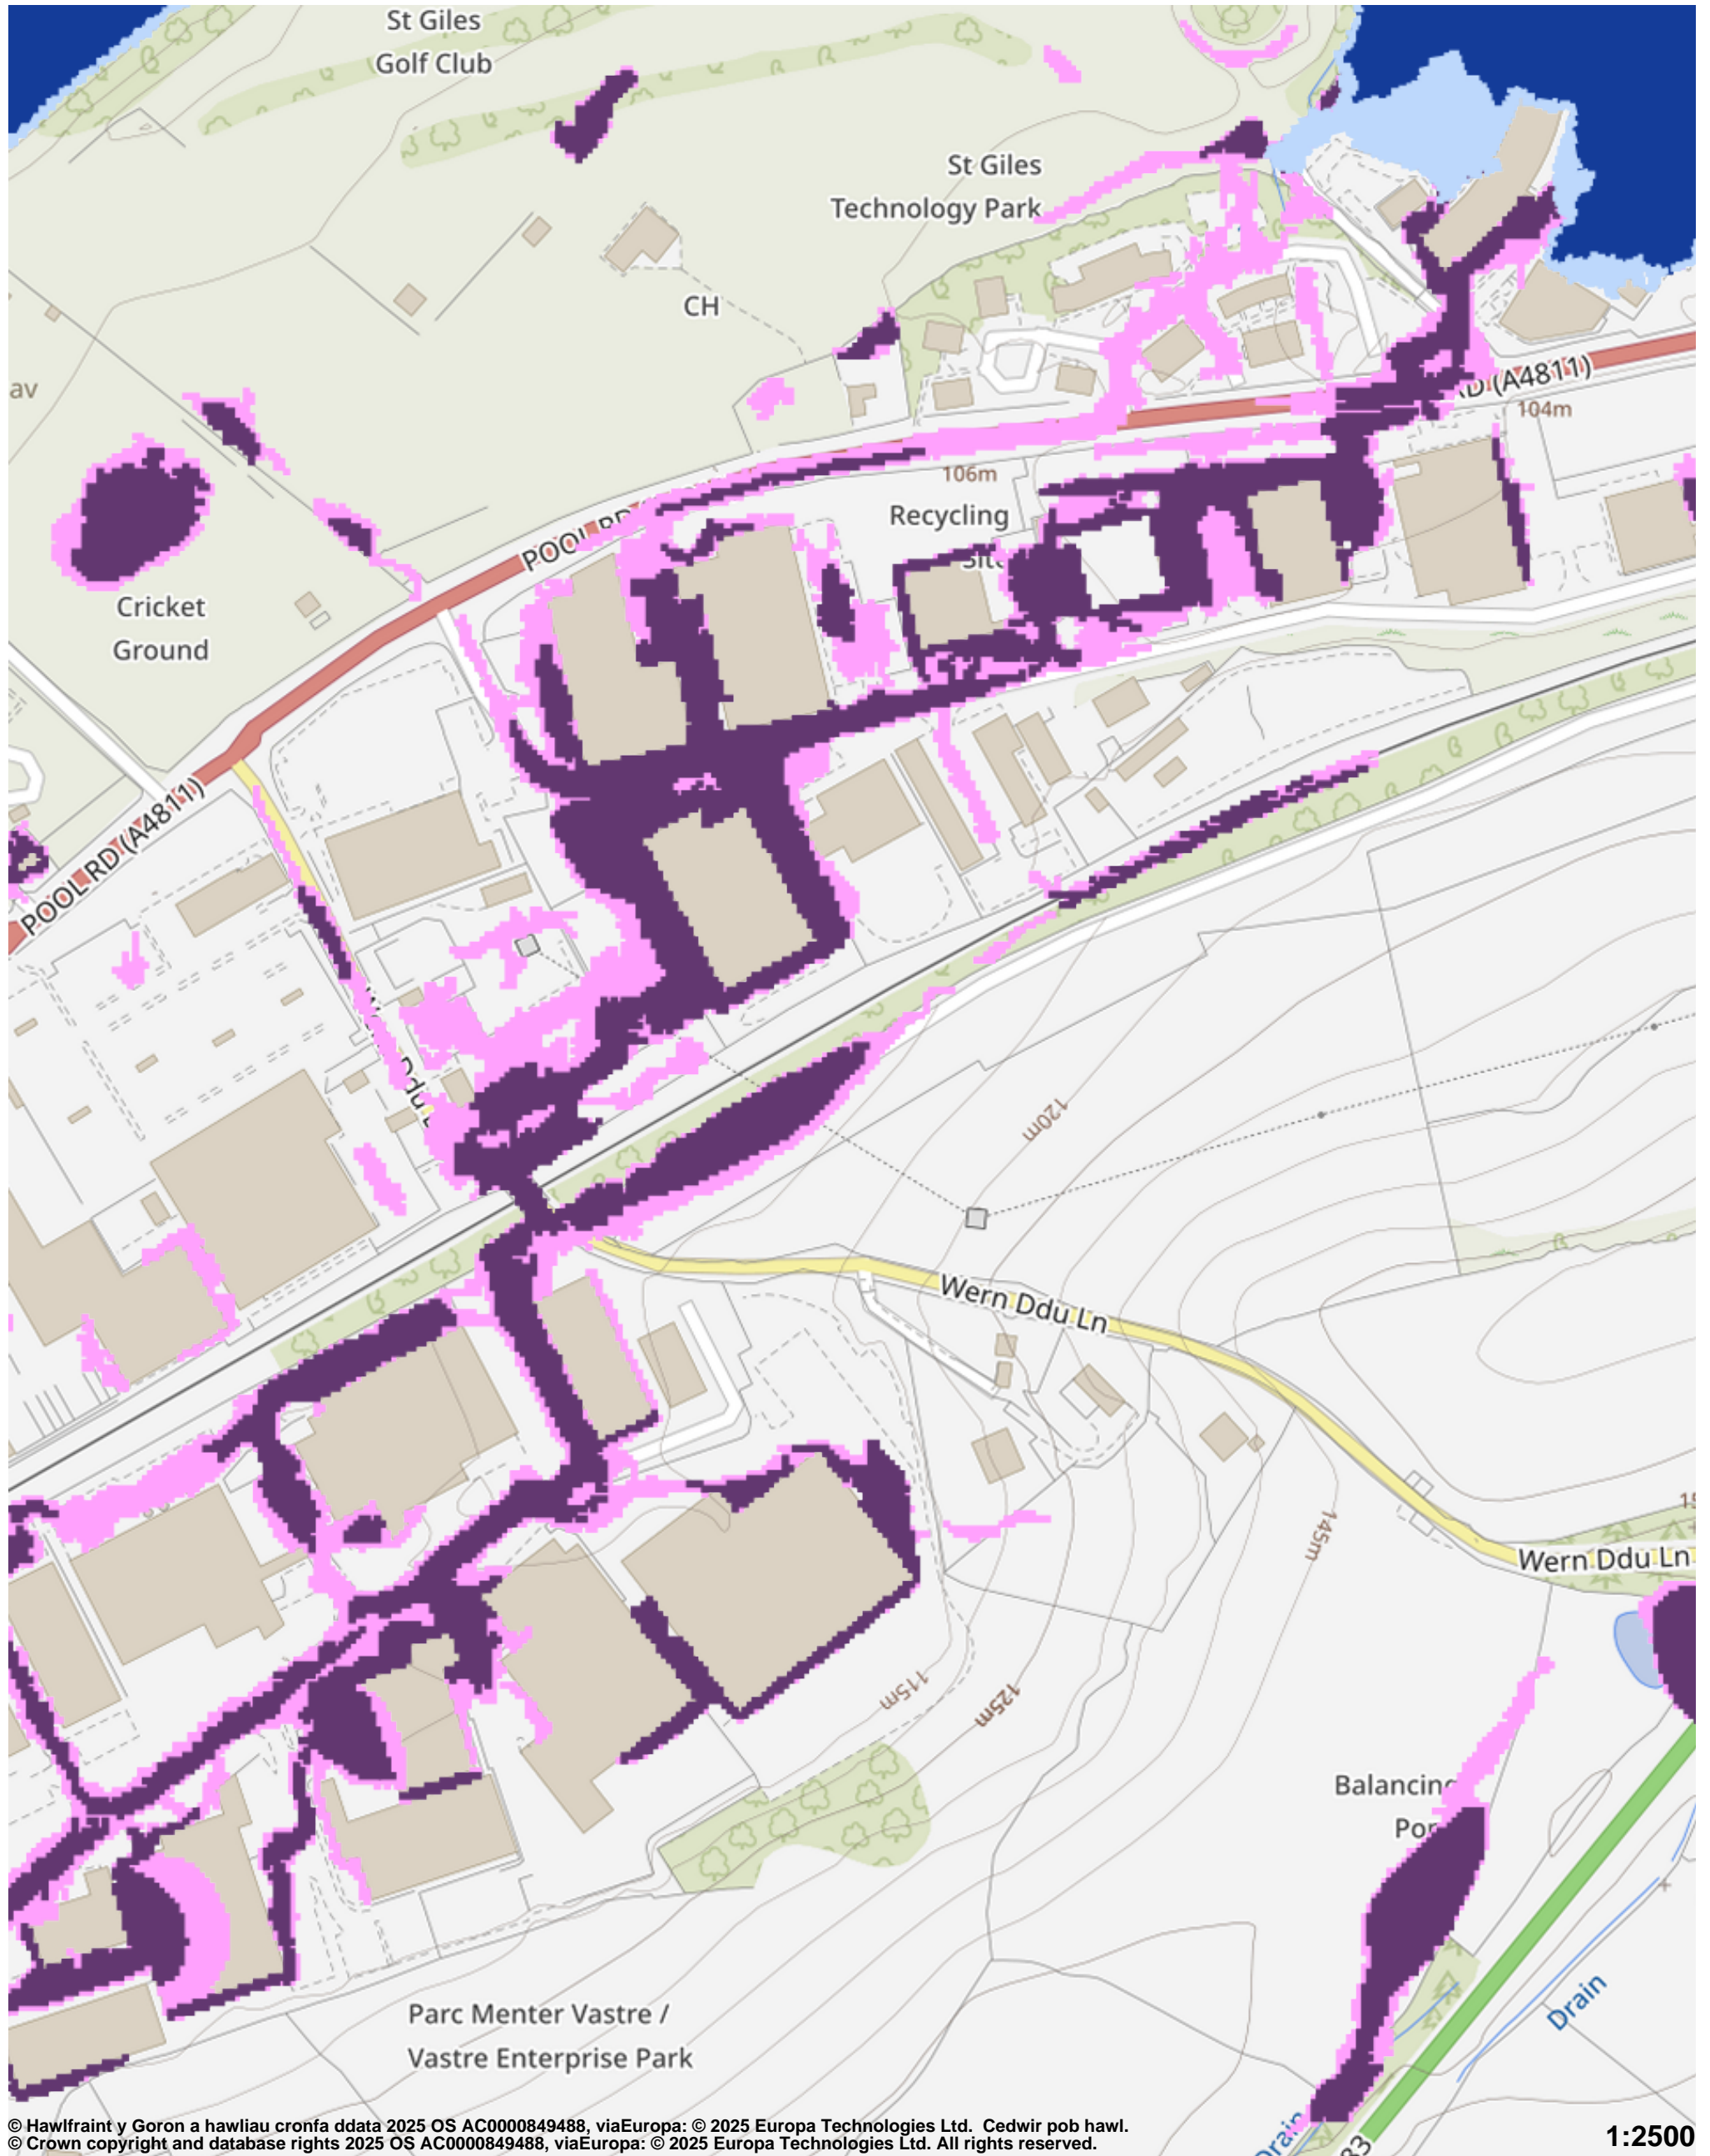 St Giles
Golf Club
St Giles
Technology Park
CH
av
RD (A4811)
104m
106m
Recycling
Site
POOL RD
Cricket
Ground
POOL RD (A4811)
120m
Wern Ddu Ln
145m
Wern Ddu Ln
115m
125m
Balancing
Drain
Parc Menter Vastre /
Vastre Enterprise Park
Drain
83
© Hawlfraint y Goron a hawliau cronfa ddata 2025 OS AC0000849488, viaEuropa: © 2025 Europa Technologies Ltd. Cedwir pob hawl.
© Crown copyright and database rights 2025 OS AC0000849488, viaEuropa: © 2025 Europa Technologies Ltd. All rights reserved.
1:2500